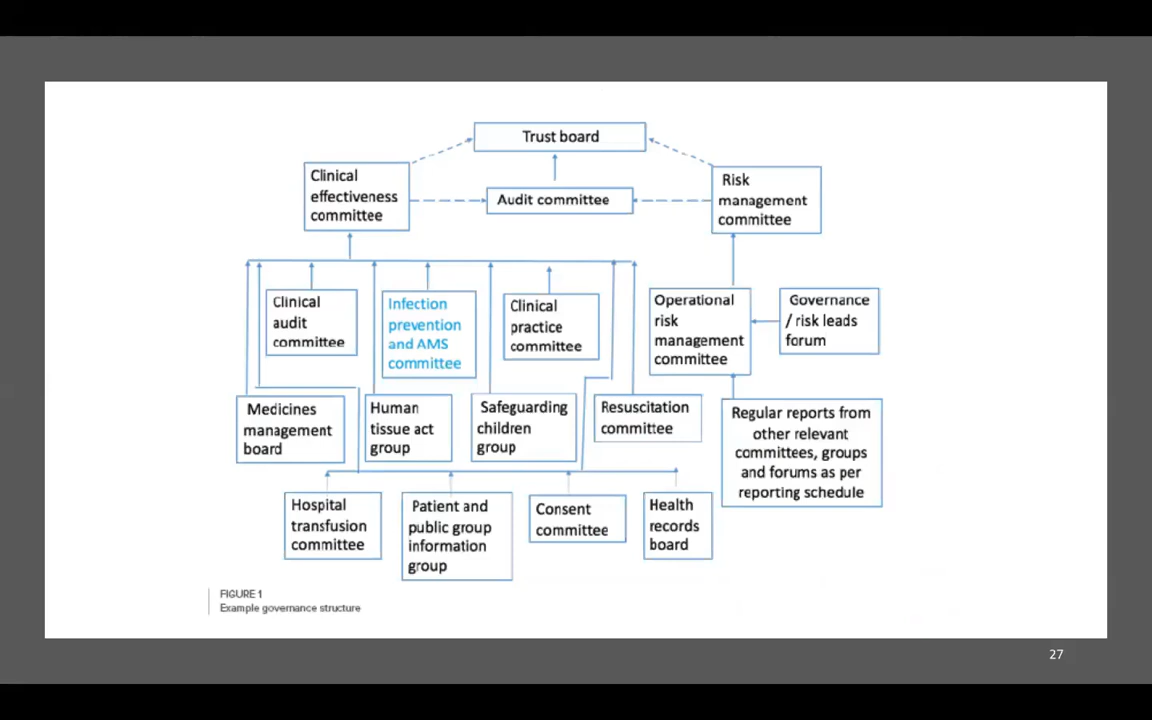 Trust board
Clinical
effectiveness
committee
Audit committee
Risk
management
committee
Clinical
audit
committee
Infection
prevention
and AMS
committee
Clinical
practice
committee
Operational
risk
management
committee
Governance
/ risk leads
forum
Medicines
management
board
Human
tissue act
group
Safeguarding
children
group
Resuscitation
committee
Regular reports from
other relevant
committees, groups
and forums as per
reporting schedule
Hospital
transfusion
committee
Patient and
public group
information
group
Consent
committee
Health
records
board
FIGURE 1
Example governance structure
27